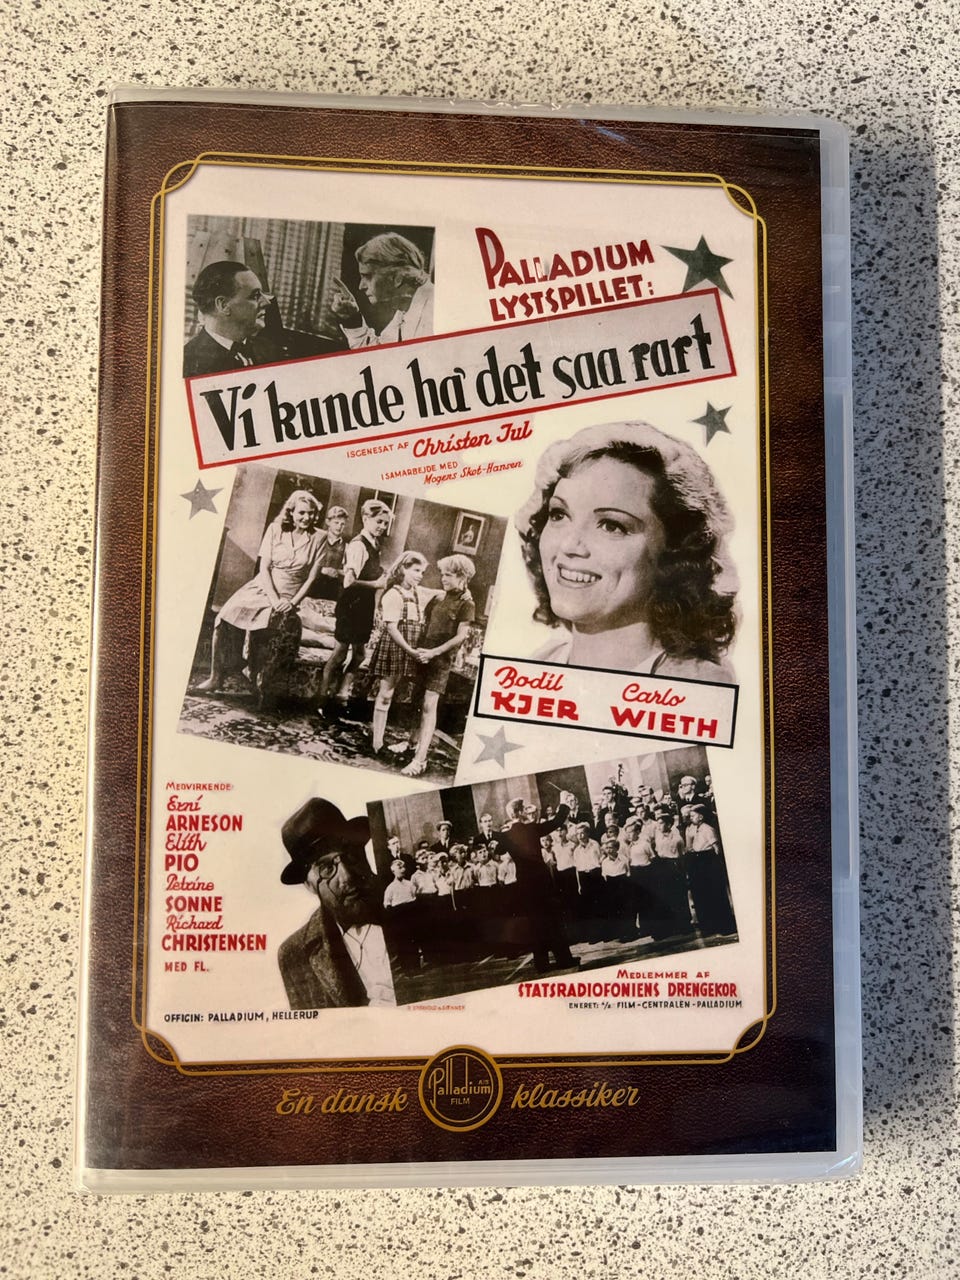 PALLADIUM
LYSTSPILLET:
Vi kunde ha' det saa rart
ISCENESAT AF Christen Jul
I SAMARBEJDE MED
Mogens Skot-Hansen
Bodil
KJER
Carlo
WIETH
MEDVIRKENDE:
Erni
ARNESON
Elith
PIO
Petrine
SONNE
Richard
CHRISTENSEN
MED FL.
MEDLEMMER AF
STATSRADIOFONIENS DRENGEKOR
ENERET: A/S FILM-CENTRALEN-PALLADIUM
OFFICIN: PALLADIUM, HELLERUP
En dansk
Palladium
A/S
FILM
klassiker